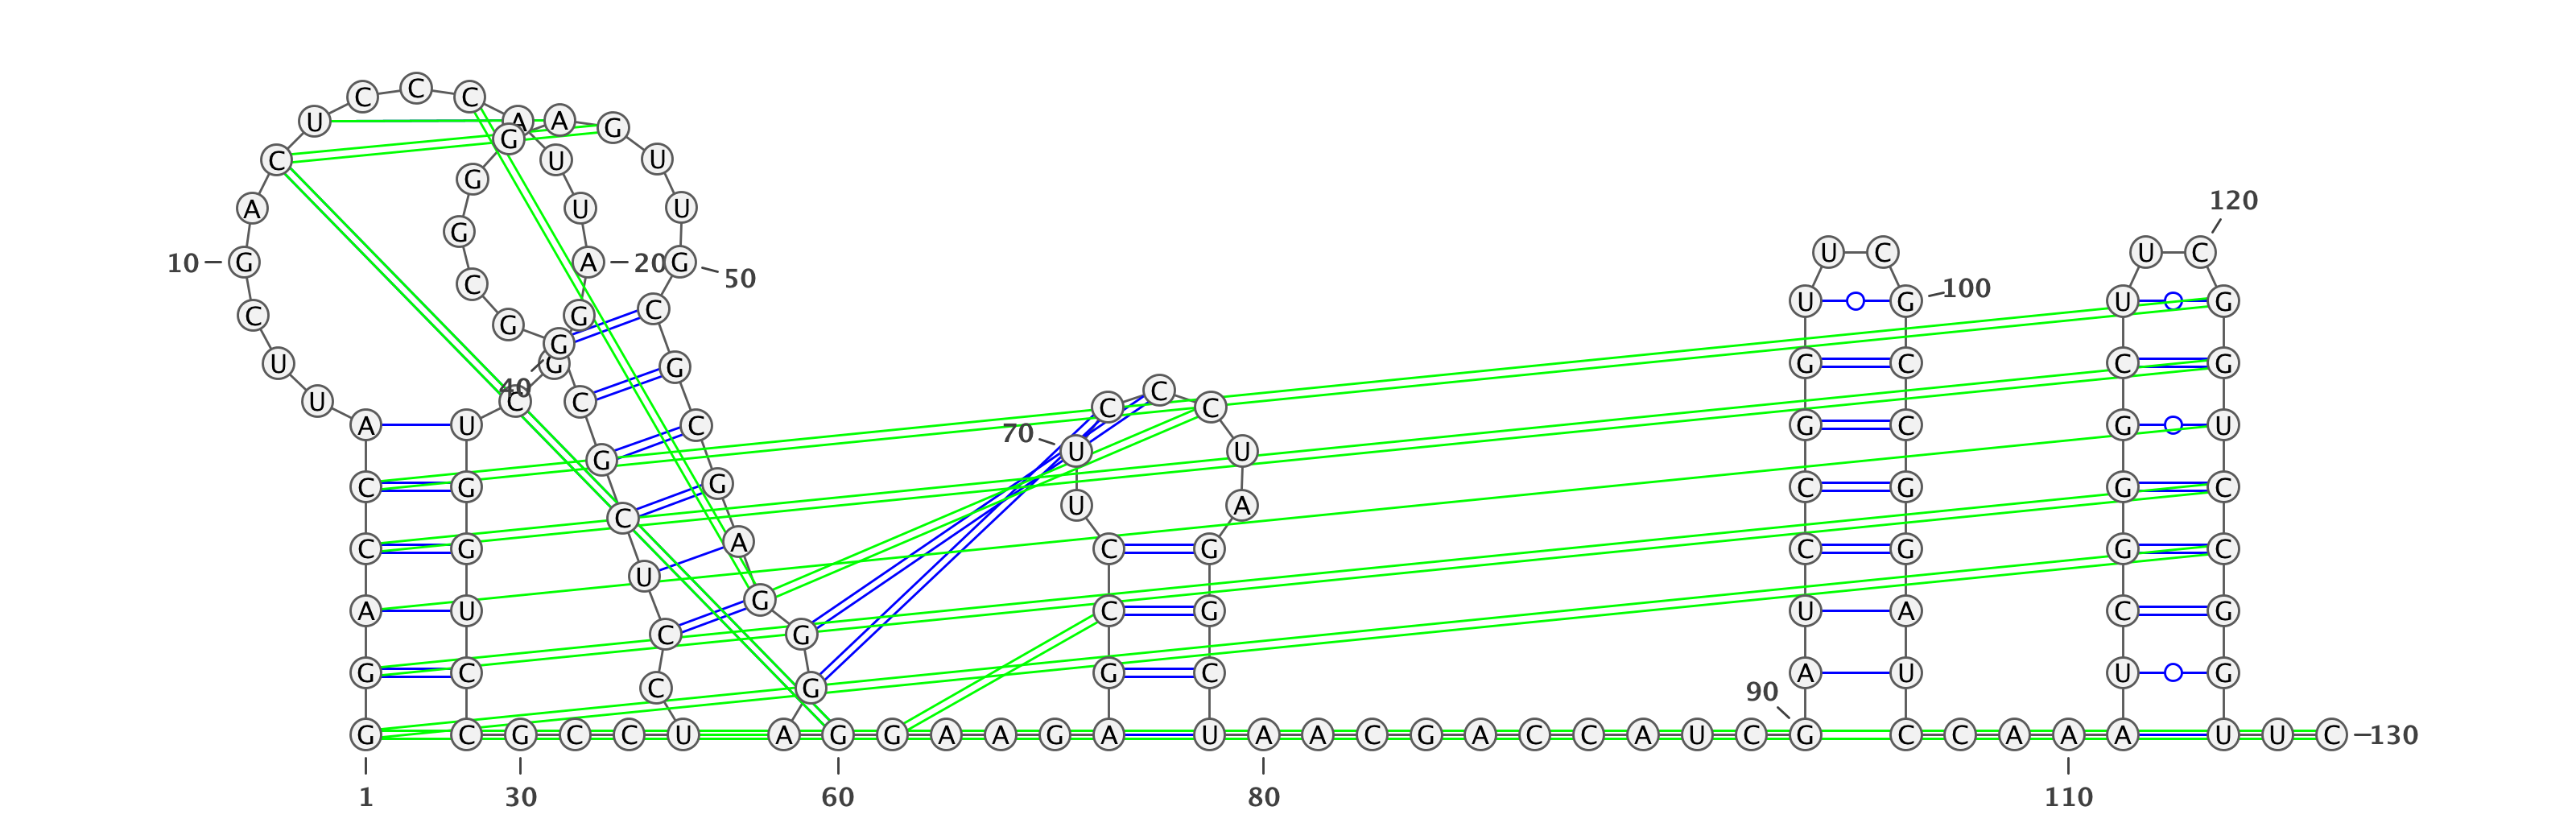 C C C
U A A G
G
C U U
G
120
A U U
G
U C U C
10 G A 20 G 50
C 100
U G U G
C G C
G
G
U G G G C C G
40 C
U C C C C
A U C G C G U
70 U U
G
C G G C G G C
U A
C
C G A C G C G G C
U
G
A U C G U A C G
C G
G C G C A U U G
C G 90
G C G C C U A G G A A G A U A A C G A C C A U C G C C A A A U U C 130
1 30 60 80 110